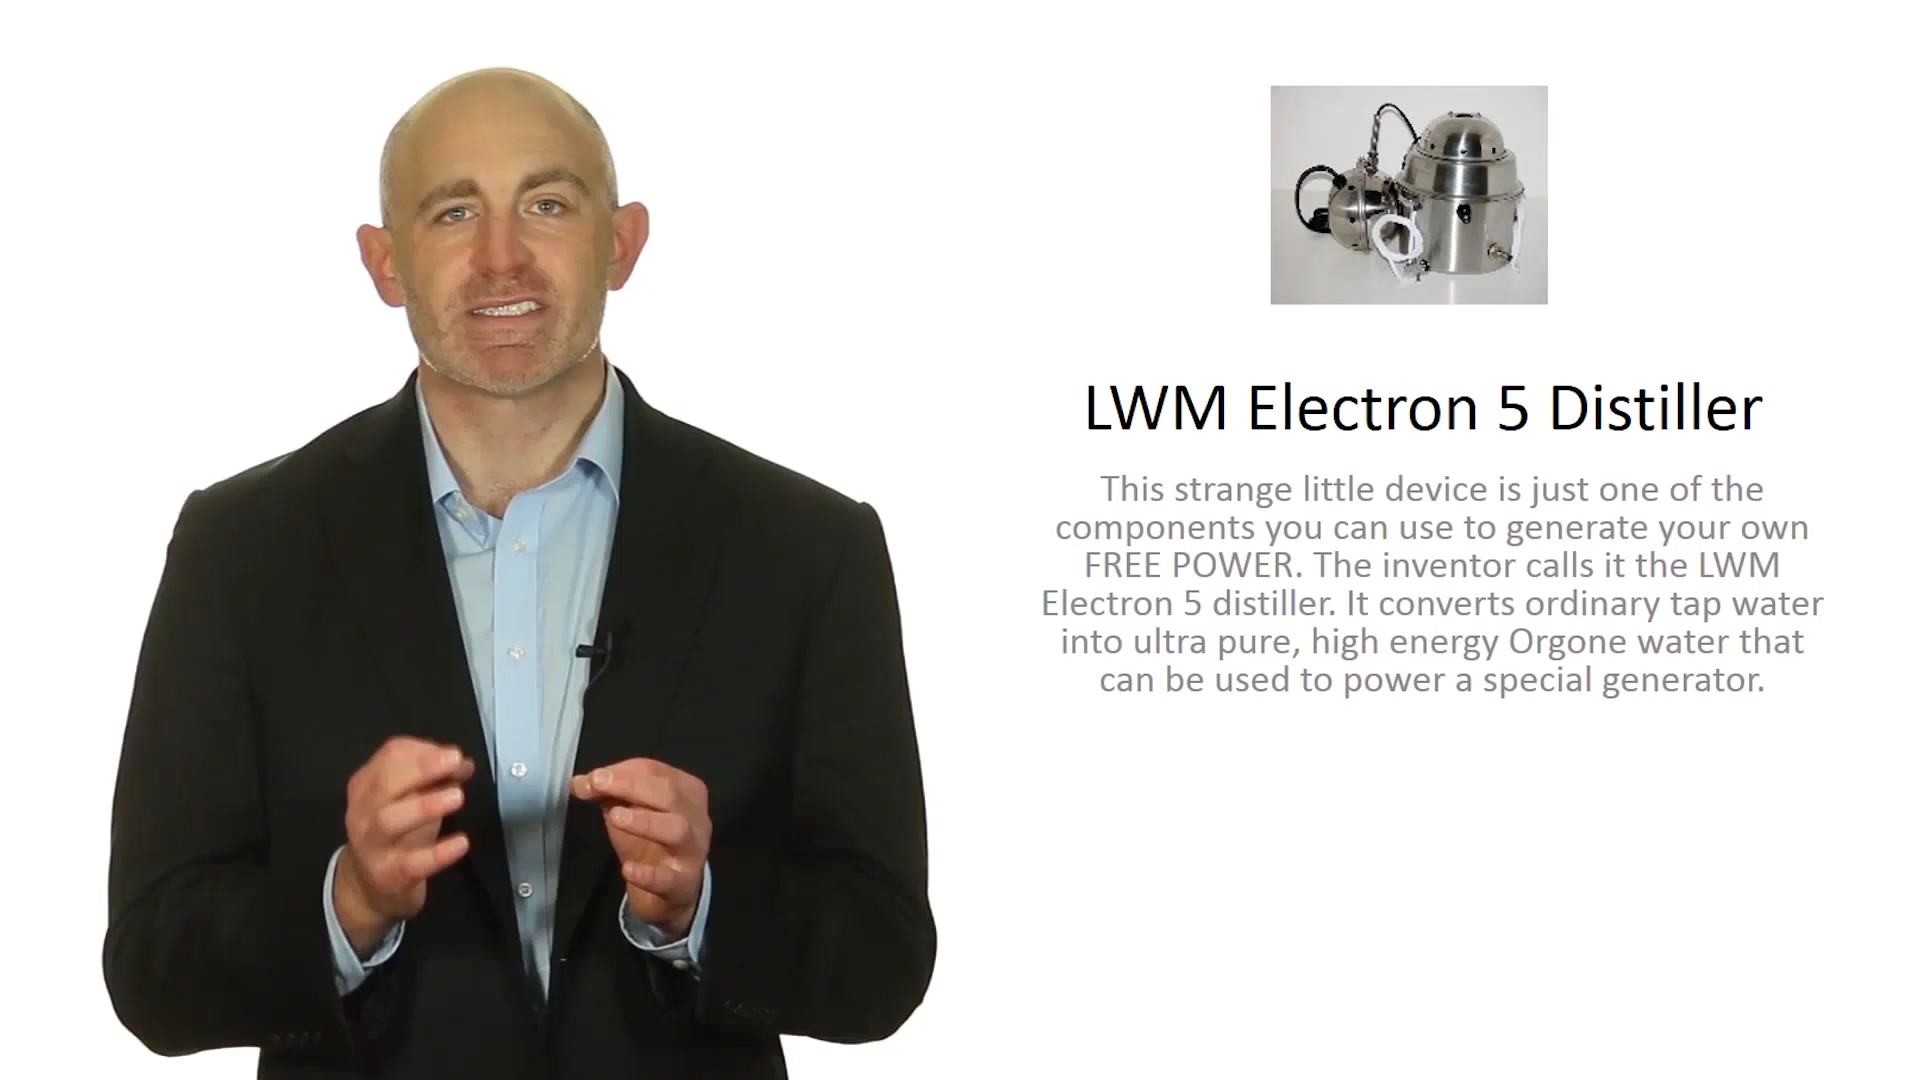 LWM Electron 5 Distiller
This strange little device is just one of the
components you can use to generate your own
FREE POWER. The inventor calls it the LWM
Electron 5 distiller. It converts ordinary tap water
into ultra pure, high energy Orgone water that
can be used to power a special generator.